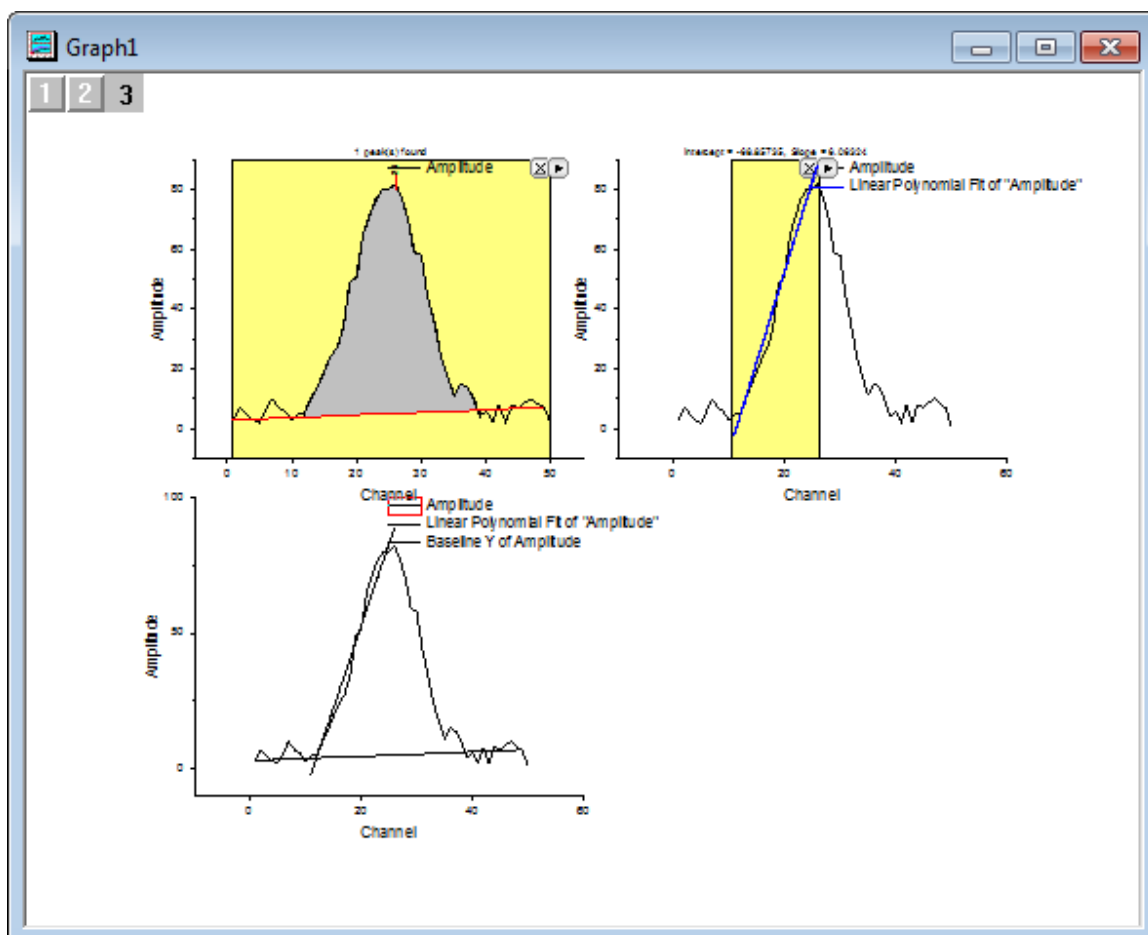 Graph1
1 2 3
1 peak(s) found
Amplitude
X
80
60
40
20
0
Amplitude
0 10 20 30 40 50
Channel
Amplitude
Linear Polynomial Fit of "Amplitude"
X
80
60
40
20
0
Amplitude
0 20 40 60
Channel
Amplitude
Linear Polynomial Fit of "Amplitude"
Baseline Y of Amplitude
100
50
0
Amplitude
0 20 40 60
Channel